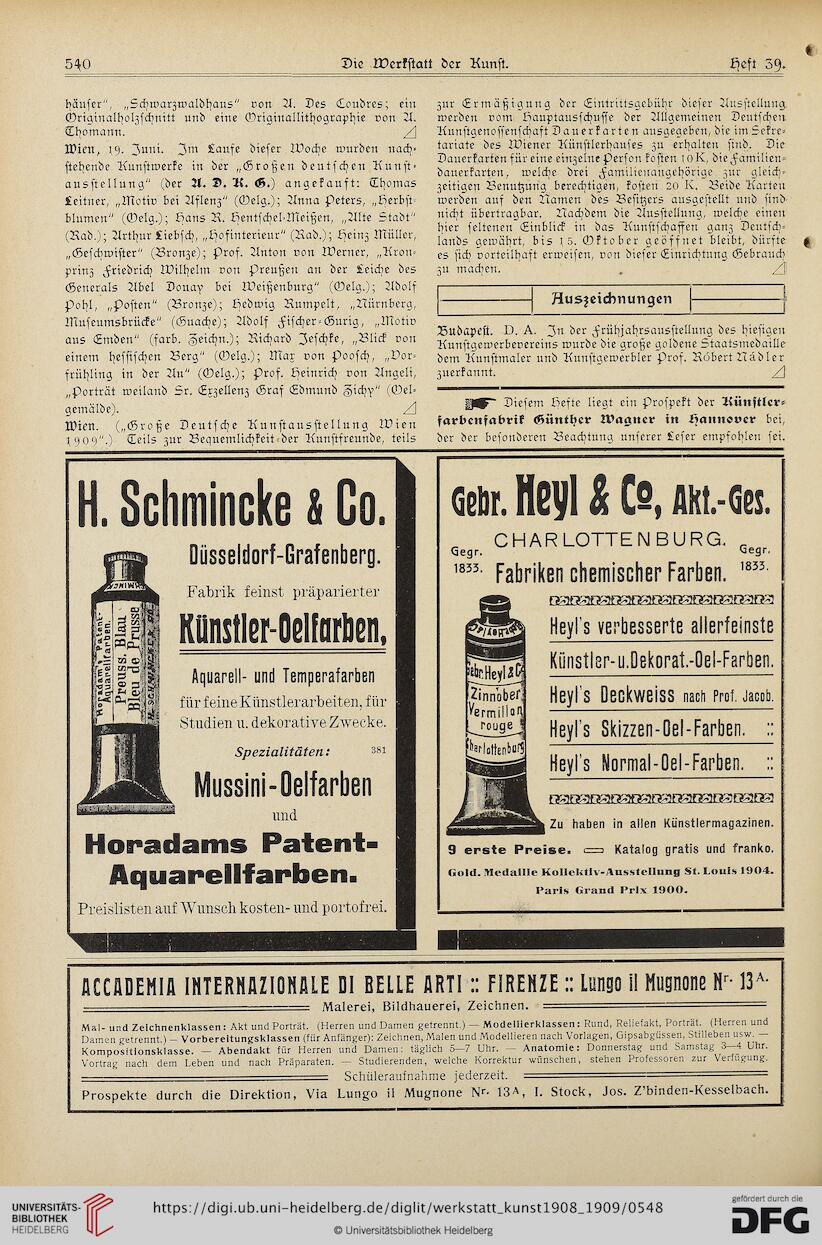 540
Die Werkstatt der Kunst.
Heft 39.
häuser", „Schwarzwaldhaus" von A. Des Coudres; ein
Originalholzschnitt und eine Originallithographie von A.
Thomann.
Wien, 19. Juni. Im Laufe dieser Woche wurden nach-
stehende Kunstwerke in der „Großen deutschen Kunst-
ausstellung" (der A. D. K. G.) angekauft: Thomas
Leitner, „Motiv bei Aflenz" (Oelg.); Anna Peters, „Herbst-
blumen" (Oelg.); Hans R. Hentschel-Meißen, „Alte Stadt"
(Rad.); Arthur Liebsch, „Hofinterieur" (Rad.); Heinz Müller,
„Geschwister" (Bronze); Prof. Anton von Werner, „Kron-
prinz Friedrich Wilhelm von Preußen an der Leiche des
Generals Abel Douay bei Weißenburg" (Oelg.); Adolf
Pohl, „Posten" (Bronze); Hedwig Rumpelt, „Nürnberg,
Museumsbrücke" (Guache); Adolf Fischer-Gurig, „Motiv
aus Emden" (farb. Zeichn.); Richard Jeschke, „Blick von
einem hessischen Berg" (Oelg.); Max von Poosch, „Vor-
frühling in der Au" (Oelg.); Prof. Heinrich von Angeli,
„Porträt weiland Sr. Exzellenz Graf Edmund Zichy" (Oel-
gemälde).
Wien. („Große Deutsche Kunstausstellung Wien
1909".) Teils zur Bequemlichkeit der Kunstfreunde, teils
zur Ermäßigung der Eintrittsgebühr dieser Ausstellung,
werden vom Hauptausschusse der Allgemeinen Deutschen
Kunstgenossenschaft Dauerkarten ausgegeben, die im Sekre-
tariate des Wiener Künstlerhauses zu erhalten sind. Die
Dauerkarten für eine einzelne Person kosten 10 K, die Familien-
dauerkarten, welche drei Familienangehörige zur gleich-
zeitigen Benutzung berechtigen, kosten 20 K. Beide Karten
werden auf den Namen des Besitzers ausgestellt und sind
nicht übertragbar. Nachdem die Ausstellung, welche einen
hier seltenen Einblick in das Kunstschaffen ganz Deutsch-
lands gewährt, bis 15. Oktober geöffnet bleibt, dürfte
es sich vorteilhaft erweisen, von dieser Einrichtung Gebrauch
zu machen.
Auszeichnungen
Budapest. D. A. In der Frühjahrsausstellung des hiesigen
Kunstgewerbevereins wurde die große goldene Staatsmedaille
dem Kunstmaler und Kunstgewerbler Prof. Róbert Nádler
zuerkannt.
Diesem Hefte liegt ein Prospekt der Künstler-
farbenfabrik Günther Wagner in Hannover bei,
der der besonderen Beachtung unserer Leser empfohlen sei.
H. Schmincke & Co.
Düsseldorf-Grafenberg.
Fabrik feinst präparierter
Künstler-Oelfarben,
Aquarell- und Temperafarben
für feine Künstlerarbeiten, für
Studien u. dekorative Zwecke.
Spezialitäten: 381
Mussini-Oelfarben
und
Horadams Patent-
Aquarellfarben.
Preislisten auf Wunsch kosten- und portofrei.
Horadam's Patent-
Aquarellfarben.
Preuss. Blau
Bleu de Prusse
H. SCHMINCKE & CO.
Gebr. Heyl & Co, Akt.-Ges.
CHARLOTTENBURG.
Gegr. 1833.
Fabriken chemischer Farben.
Gegr. 1833.
Heyl's verbesserte allerfeinste
Künstler-u.Dekorat.-Oel-Farben.
Heyl's Deckweiss nach Prof. Jacob.
Heyl's Skizzen-Oel-Farben. ::
Heyl's Normal-Oel-Farben. ::
Zu haben in allen Künstlermagazinen.
9 erste Preise. Katalog gratis und franko.
Gold. Medaille Kollektiv-Ausstellung St. Louis 1904.
Paris Grand Prix 1900.
Gebr. Heyl & Co
Zinnober
Vermillon
rouge
Charlottenburg
ACCADEMIA INTERNAZIONALE DI BELLE ARTI :: FIRENZE :: Lungo il Mugnone Nr. 13 A.
Malerei, Bildhauerei, Zeichnen.
Mal- und Zeichnenklassen: Akt und Porträt. (Herren und Damen getrennt.) — Modellierklassen: Rund, Reliefakt, Porträt. (Herren und
Damen getrennt.) — Vorbereitungsklassen (für Anfänger): Zeichnen, Malen und Modellieren nach Vorlagen, Gipsabgüssen, Stilleben usw. —
Kompositionsklasse. — Abendakt für Herren und Damen: täglich 5—7 Uhr. — Anatomie: Donnerstag und Samstag 3—4 Uhr.
Vortrag nach dem Leben und nach Präparaten. — Studierenden, welche Korrektur wünschen, stehen Professoren zur Verfügung.
Schüleraufnahme jederzeit.
Prospekte durch die Direktion, Via Lungo il Mugnone Nr. 13A, I. Stock, Jos. Z'binden-Kesselbach.
UNIVERSITÄTS-
BIBLIOTHEK
HEIDELBERG
https://digi.ub.uni-heidelberg.de/diglit/werkstatt_kunst1908_1909/0548
© Universitätsbibliothek Heidelberg
gefördert durch die
DFG